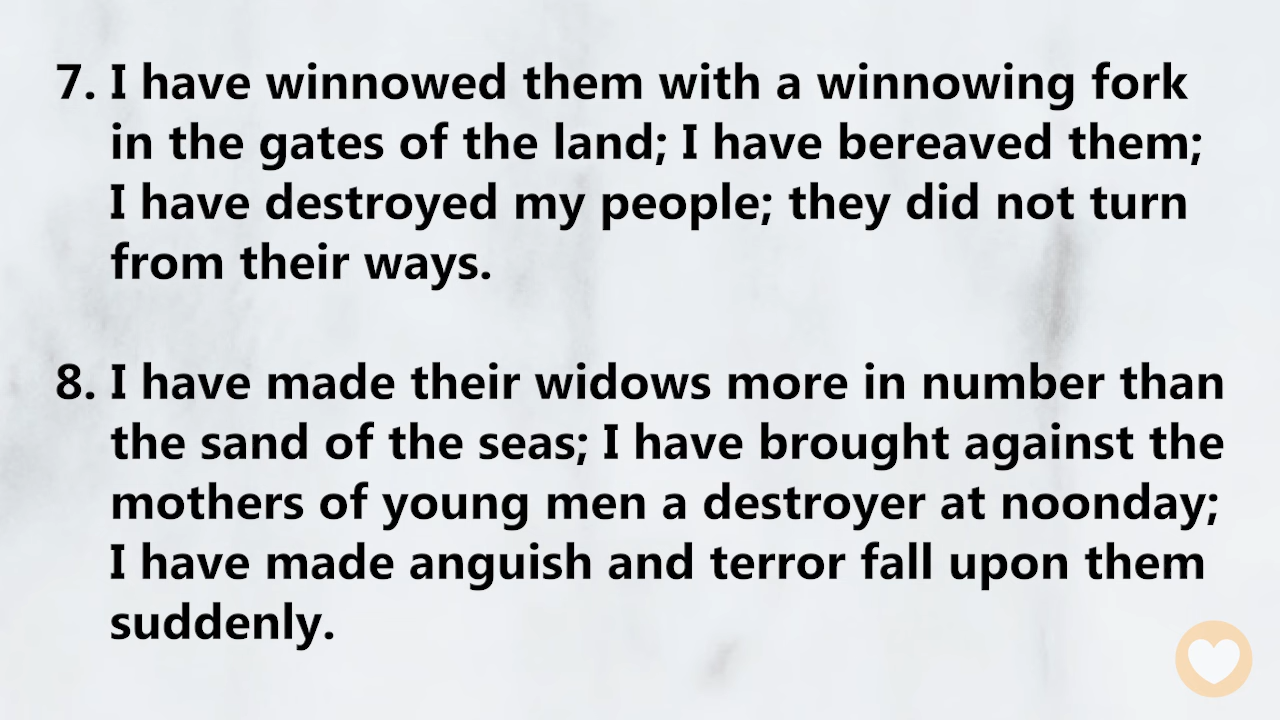 7. I have winnowed them with a winnowing fork
in the gates of the land; I have bereaved them;
I have destroyed my people; they did not turn
from their ways.
8. I have made their widows more in number than
the sand of the seas; I have brought against the
mothers of young men a destroyer at noonday;
I have made anguish and terror fall upon them
suddenly.